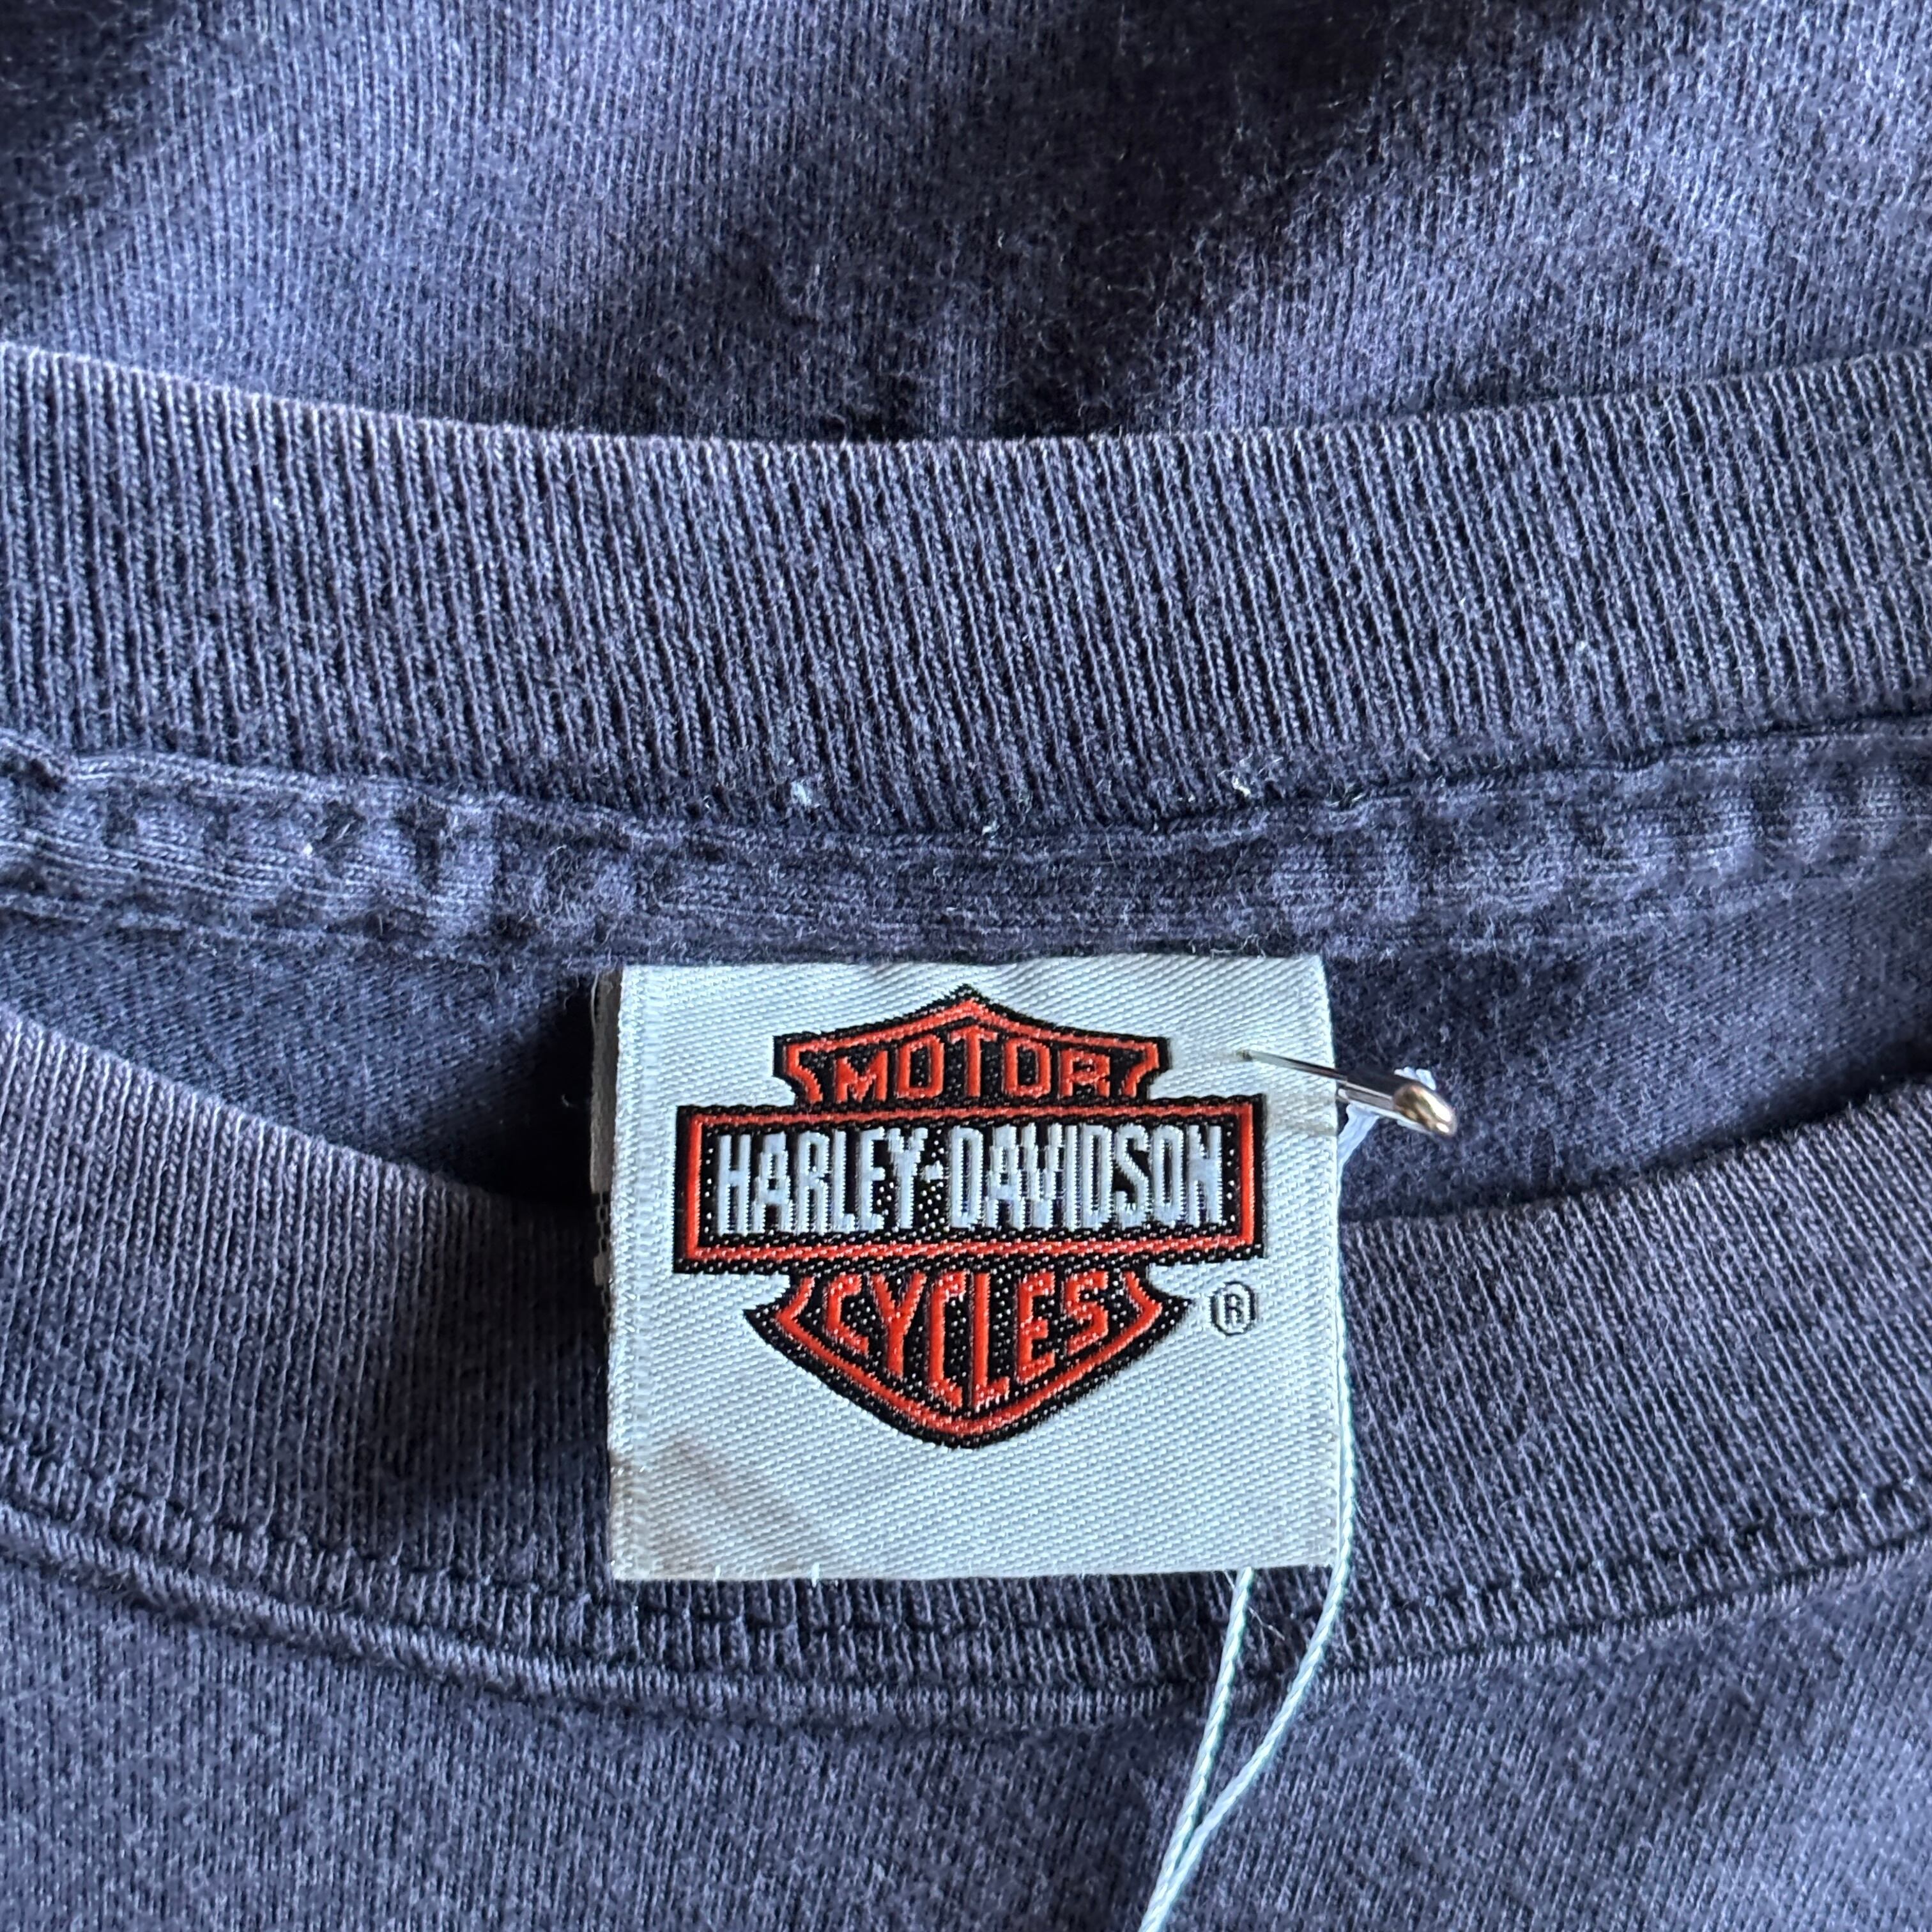 MOTOR
HARLEY-DAVIDSON
CYCLES
®